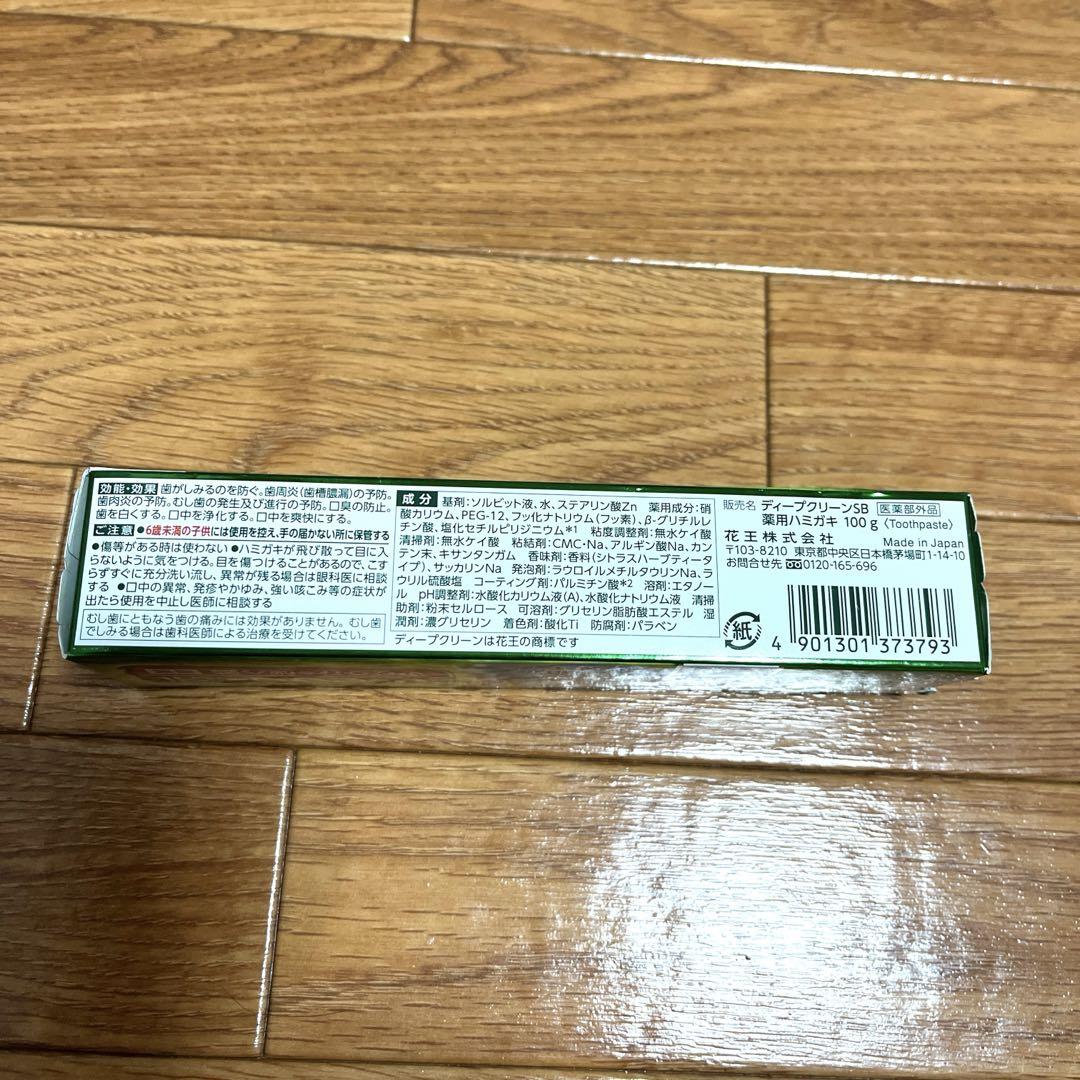 効能・効果 歯がしみるのを防ぐ。歯周炎(歯槽膿漏)の予防。
歯肉炎の予防。むし歯の発生及び進行の予防。口臭の防止。
歯を白くする。口中を浄化する。口中を爽快にする。
ご注意 ●6歳未満の子供には使用を控え、手の届かない所に保管する
●傷等がある時は使わない ●ハミガキが飛び散って目に入
らないように気をつける。目を傷つけることがあるので、こす
らずすぐに充分洗い流し、異常が残る場合は眼科医に相談
する ●口中の異常、発疹やかゆみ、強い咳こみ等の症状が
出たら使用を中止し医師に相談する
むし歯にともなう歯の痛みには効果がありません。むし歯
でしみる場合は歯科医師による治療を受けてください。
成分 基剤:ソルビット液、水、ステアリン酸Zn 薬用成分:硝
酸カリウム、PEG-12、フッ化ナトリウム(フッ素)、β-グリチルレ
チン酸、塩化セチルピリジニウム*1 粘度調整剤:無水ケイ酸
清掃剤:無水ケイ酸 粘結剤:CMC・Na、アルギン酸Na、カン
テン末、キサンタンガム 香味剤:香料(シトラスハーブティータ
イプ)、サッカリンNa 発泡剤:ラウロイルメチルタウリンNa、ラ
ウリル硫酸塩 コーティング剤:パルミチン酸*2 溶剤:エタノー
ル pH調整剤:水酸化カリウム液(A)、水酸化ナトリウム液 清掃
助剤:粉末セルロース 可溶剤:グリセリン脂肪酸エステル 湿
潤剤:濃グリセリン 着色剤:酸化Ti 防腐剤:パラベン
ディープクリーンは花王の商標です
販売名 ディープクリーンSB 医薬部外品
薬用ハミガキ 100g 〈Toothpaste〉
花王株式会社 Made in Japan
〒103-8210 東京都中央区日本橋茅場町1-14-10
お問合せ先 0120-165-696
紙
4 901301 373793